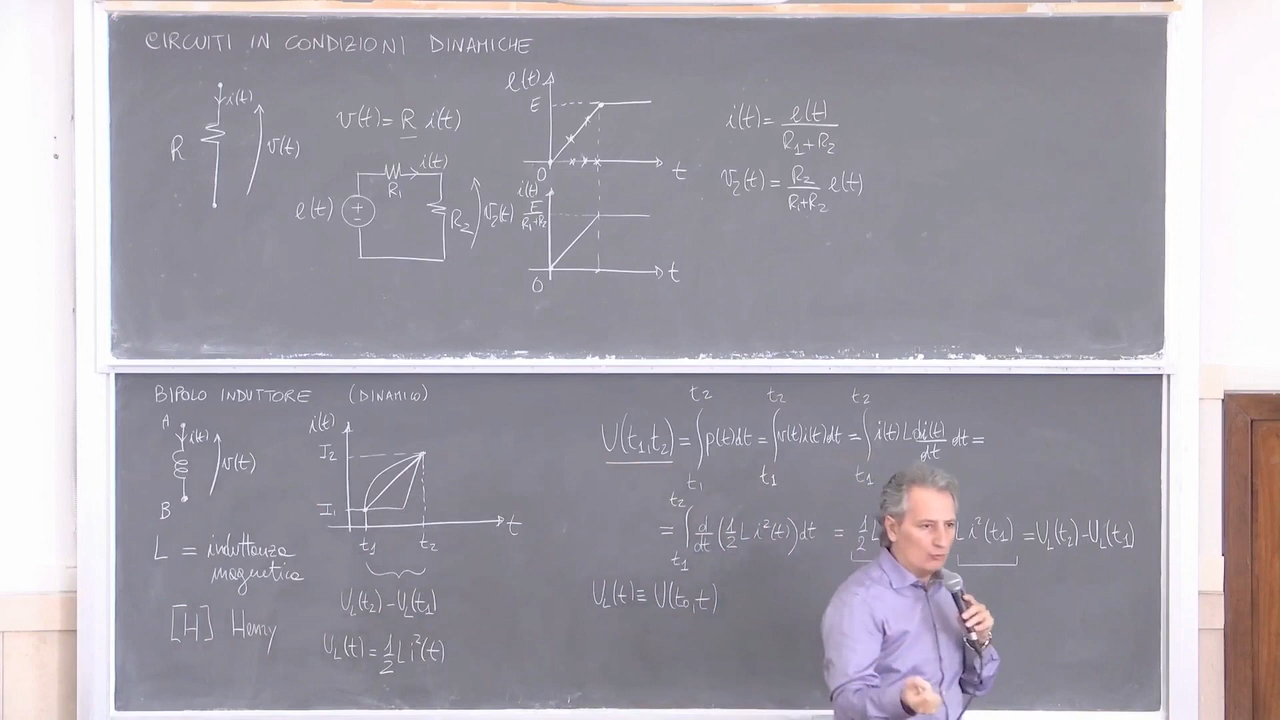 CIRCUITI IN CONDIZIONI DINAMICHE
i(t)
R
v(t)
v(t) = R i(t)
e(t)
R1
i(t)
R2
v2(t)
e(t)
E
0
t
i(t)
E/(R1+R2)
0
t
i(t) = e(t)/(R1+R2)
v2(t) = R2/(R1+R2) e(t)
BIPOLO INDUTTORE (DINAMICO)
A
i(t)
v(t)
B
L = induttanza
magnetica
[H] Henry
i(t)
I2
I1
t
t1 t2
UL(t2) - UL(t1)
UL(t) = 1/2 L i²(t)
U(t1,t2) = ∫t1^t2 p(t)dt = ∫t1^t2 v(t)i(t)dt = ∫t1^t2 i(t) L di(t)/dt dt =
= ∫t1^t2 d/dt (1/2 L i²(t)) dt = 1/2 L i²(t1) = UL(t2) - UL(t1)
UL(t) ≡ U(t0,t)